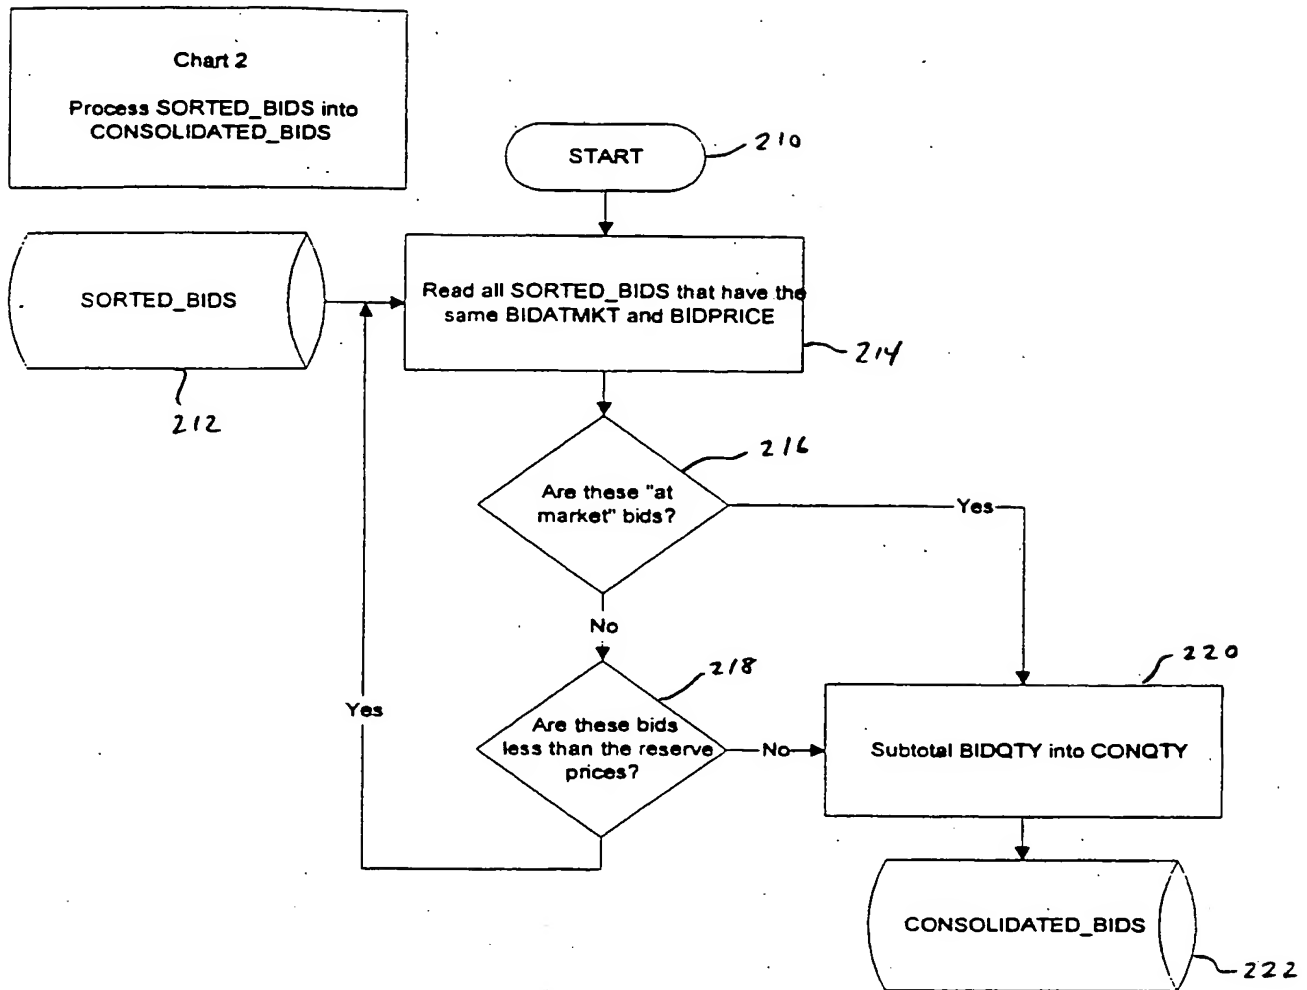 Chart 2
Process SORTED_BIDS into
CONSOLIDATED_BIDS
START
210
SORTED_BIDS
212
Read all SORTED_BIDS that have the
same BIDATMKT and BIDPRICE
214
216
Are these "at
market" bids?
Yes
No
218
220
Yes
Are these bids
less than the reserve
prices?
No
Subtotal BIDQTY into CONQTY
CONSOLIDATED_BIDS
222